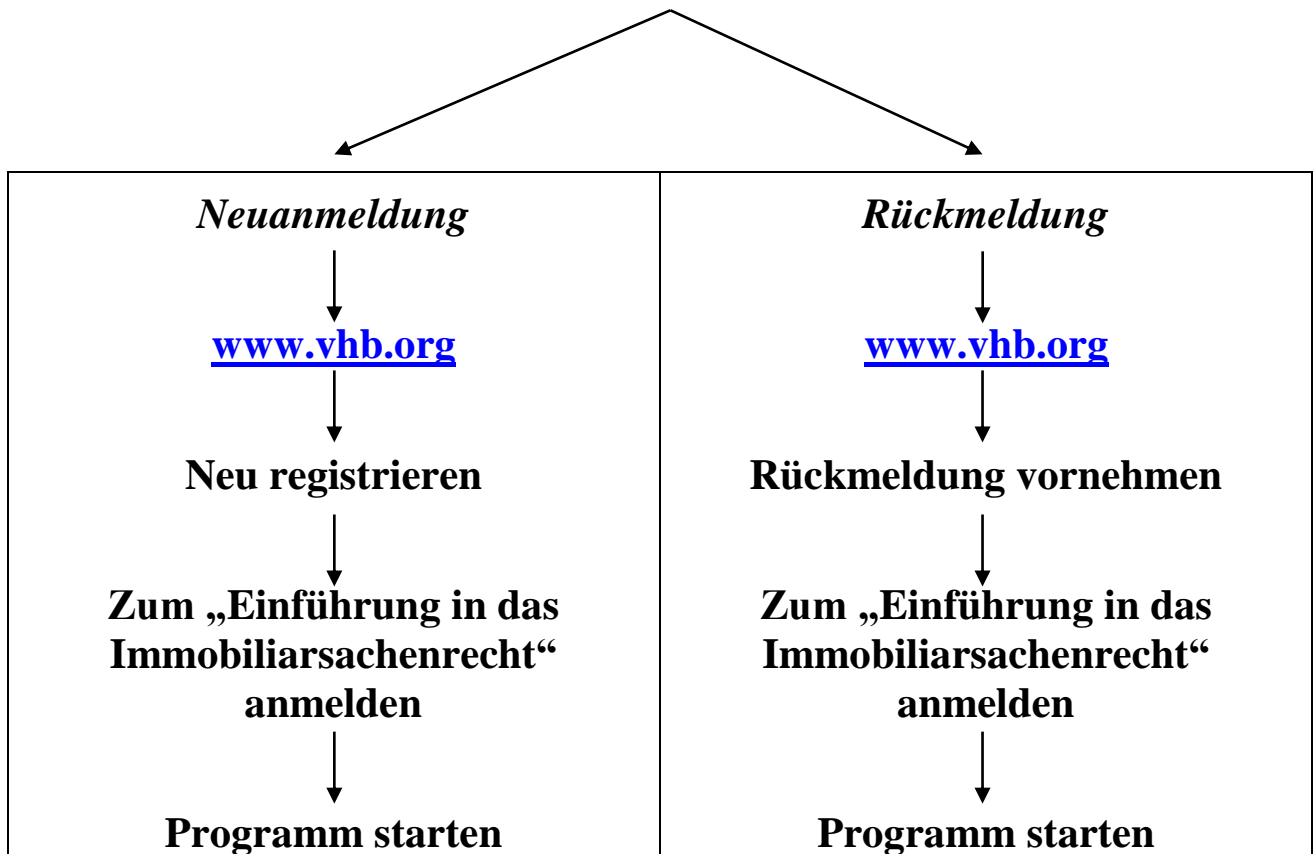 Neuanmeldung
www.vhb.org
Neu registrieren
Zum „Einführung in das
Immobiliarsachenrecht“
anmelden
Programm starten
Rückmeldung
www.vhb.org
Rückmeldung vornehmen
Zum „Einführung in das
Immobiliarsachenrecht“
anmelden
Programm starten